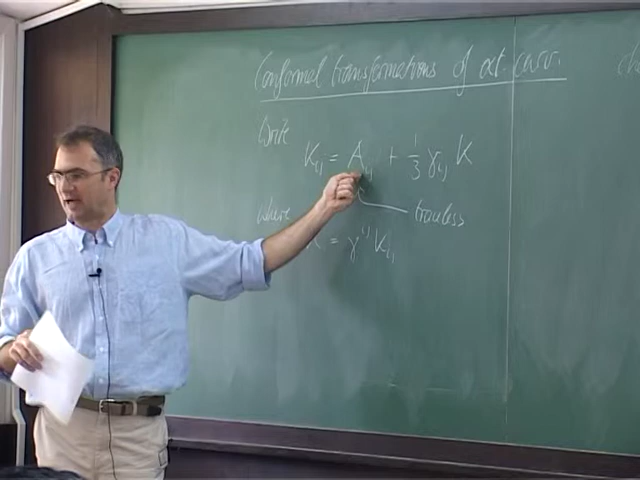 Conformal transformations of ext. curv.
Write
K_ij = A_ij + 1/3 γ_ij K
where traceless
K = γ^ij K_ij